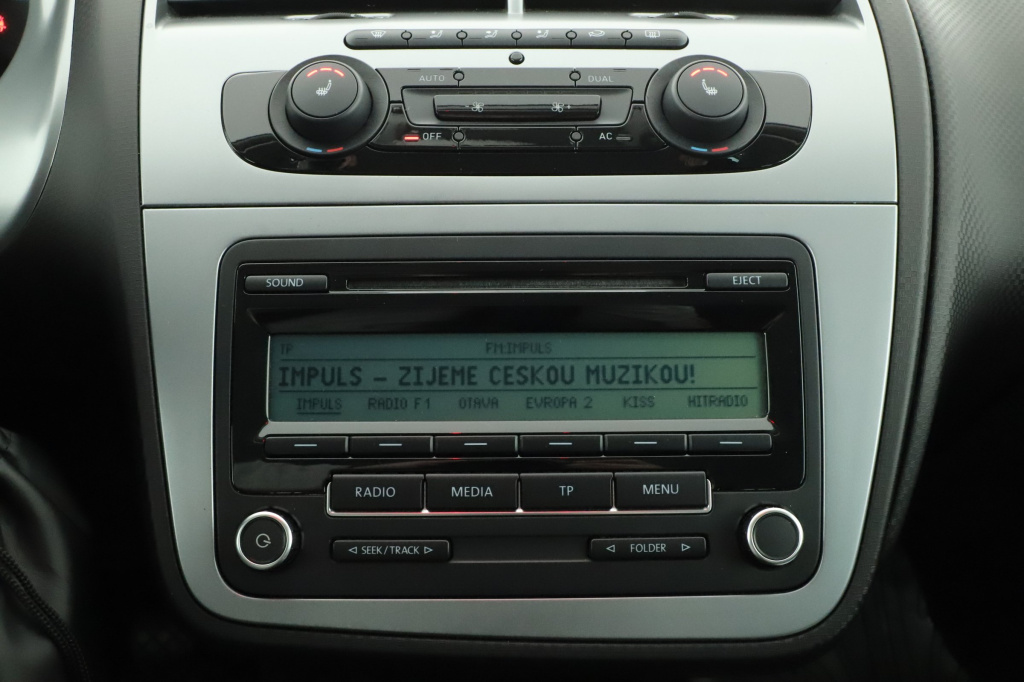 AUTO DUAL
OFF AC
SOUND EJECT
TP FM:IMPULS
IMPULS – ZIJEME CESKOU MUZIKOU!
IMPULS RADIO F1 OTAVA EVROPA 2 KISS HITRADIO
RADIO MEDIA TP MENU
SEEK/TRACK FOLDER